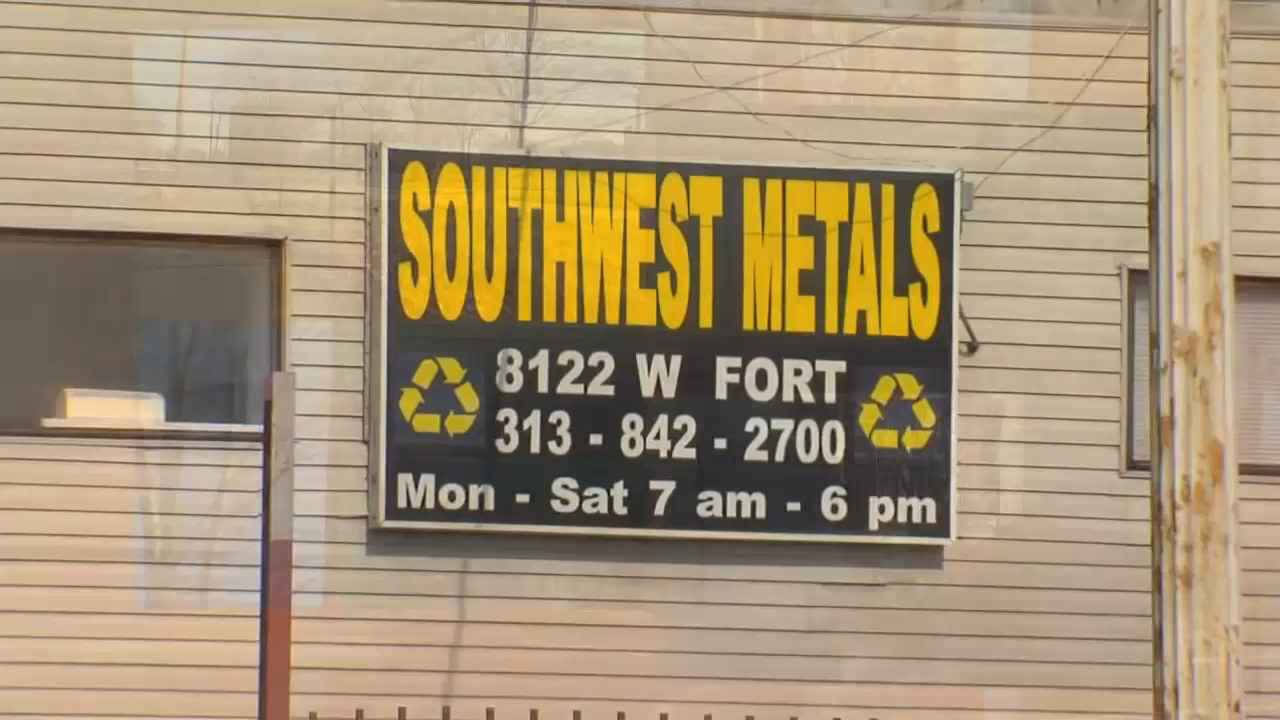 SOUTHWEST METALS
8122 W FORT
313 - 842 - 2700
Mon - Sat 7 am - 6 pm